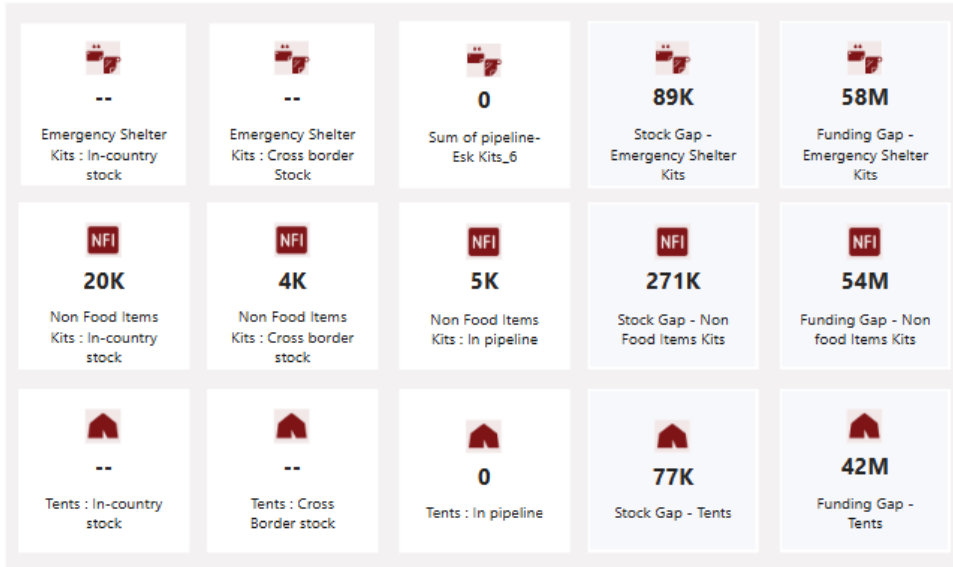 --
Emergency Shelter
Kits : In-country
stock
--
Emergency Shelter
Kits : Cross border
Stock
0
Sum of pipeline-
Esk Kits_6
89K
Stock Gap -
Emergency Shelter
Kits
58M
Funding Gap -
Emergency Shelter
Kits
NFI
20K
Non Food Items
Kits : In-country
stock
NFI
4K
Non Food Items
Kits : Cross border
stock
NFI
5K
Non Food Items
Kits : In pipeline
NFI
271K
Stock Gap - Non
Food Items Kits
NFI
54M
Funding Gap - Non
food Items Kits
--
Tents : In-country
stock
--
Tents : Cross
Border stock
0
Tents : In pipeline
77K
Stock Gap - Tents
42M
Funding Gap -
Tents